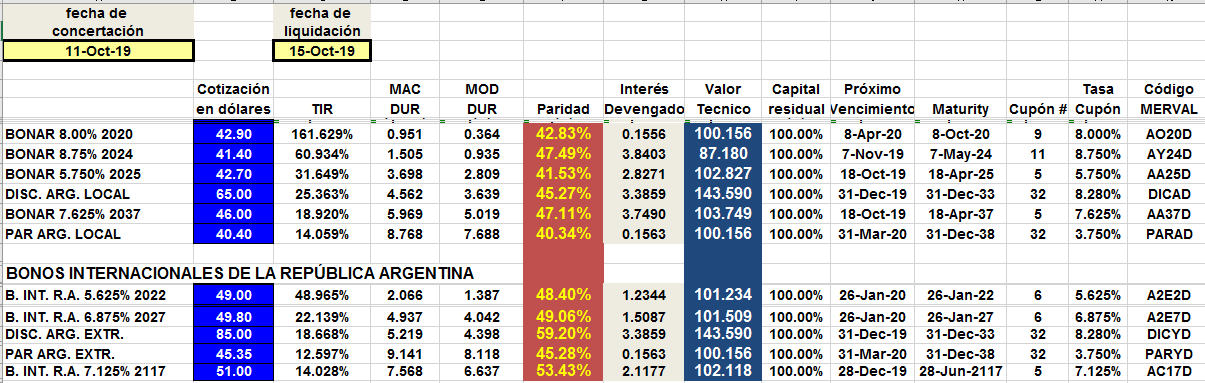 fecha de concertación fecha de liquidación
11-Oct-19 15-Oct-19
Cotización MAC MOD Interés Valor Capital Próximo Tasa Código
en dólares TIR DUR DUR Paridad Devengado Tecnico residual Vencimiento Maturity Cupón # Cupón MERVAL
BONAR 8.00% 2020 42.90 161.629% 0.951 0.364 42.83% 0.1556 100.156 100.00% 8-Apr-20 8-Oct-20 9 8.000% AO20D
BONAR 8.75% 2024 41.40 60.934% 1.505 0.935 47.49% 3.8403 87.180 100.00% 7-Nov-19 7-May-24 11 8.750% AY24D
BONAR 5.750% 2025 42.70 31.649% 3.698 2.809 41.53% 2.8271 102.827 100.00% 18-Oct-19 18-Apr-25 5 5.750% AA25D
DISC. ARG. LOCAL 65.00 25.363% 4.562 3.639 45.27% 3.3859 143.590 100.00% 31-Dec-19 31-Dec-33 32 8.280% DICAD
BONAR 7.625% 2037 46.00 18.920% 5.969 5.019 47.11% 3.7490 103.749 100.00% 18-Oct-19 18-Apr-37 5 7.625% AA37D
PAR ARG. LOCAL 40.40 14.059% 8.768 7.688 40.34% 0.1563 100.156 100.00% 31-Mar-20 31-Dec-38 32 3.750% PARAD
BONOS INTERNACIONALES DE LA REPÚBLICA ARGENTINA
B. INT. R.A. 5.625% 2022 49.00 48.965% 2.066 1.387 48.40% 1.2344 101.234 100.00% 26-Jan-20 26-Jan-22 6 5.625% A2E2D
B. INT. R.A. 6.875% 2027 49.80 22.139% 4.937 4.042 49.06% 1.5087 101.509 100.00% 26-Jan-20 26-Jan-27 6 6.875% A2E7D
DISC. ARG. EXTR. 85.00 18.668% 5.219 4.398 59.20% 3.3859 143.590 100.00% 31-Dec-19 31-Dec-33 32 8.280% DICYD
PAR ARG. EXTR. 45.35 12.597% 9.141 8.118 45.28% 0.1563 100.156 100.00% 31-Mar-20 31-Dec-38 32 3.750% PARYD
B. INT. R.A. 7.125% 2117 51.00 14.028% 7.568 6.637 53.43% 2.1177 102.118 100.00% 28-Dec-19 28-Jun-2117 5 7.125% AC17D